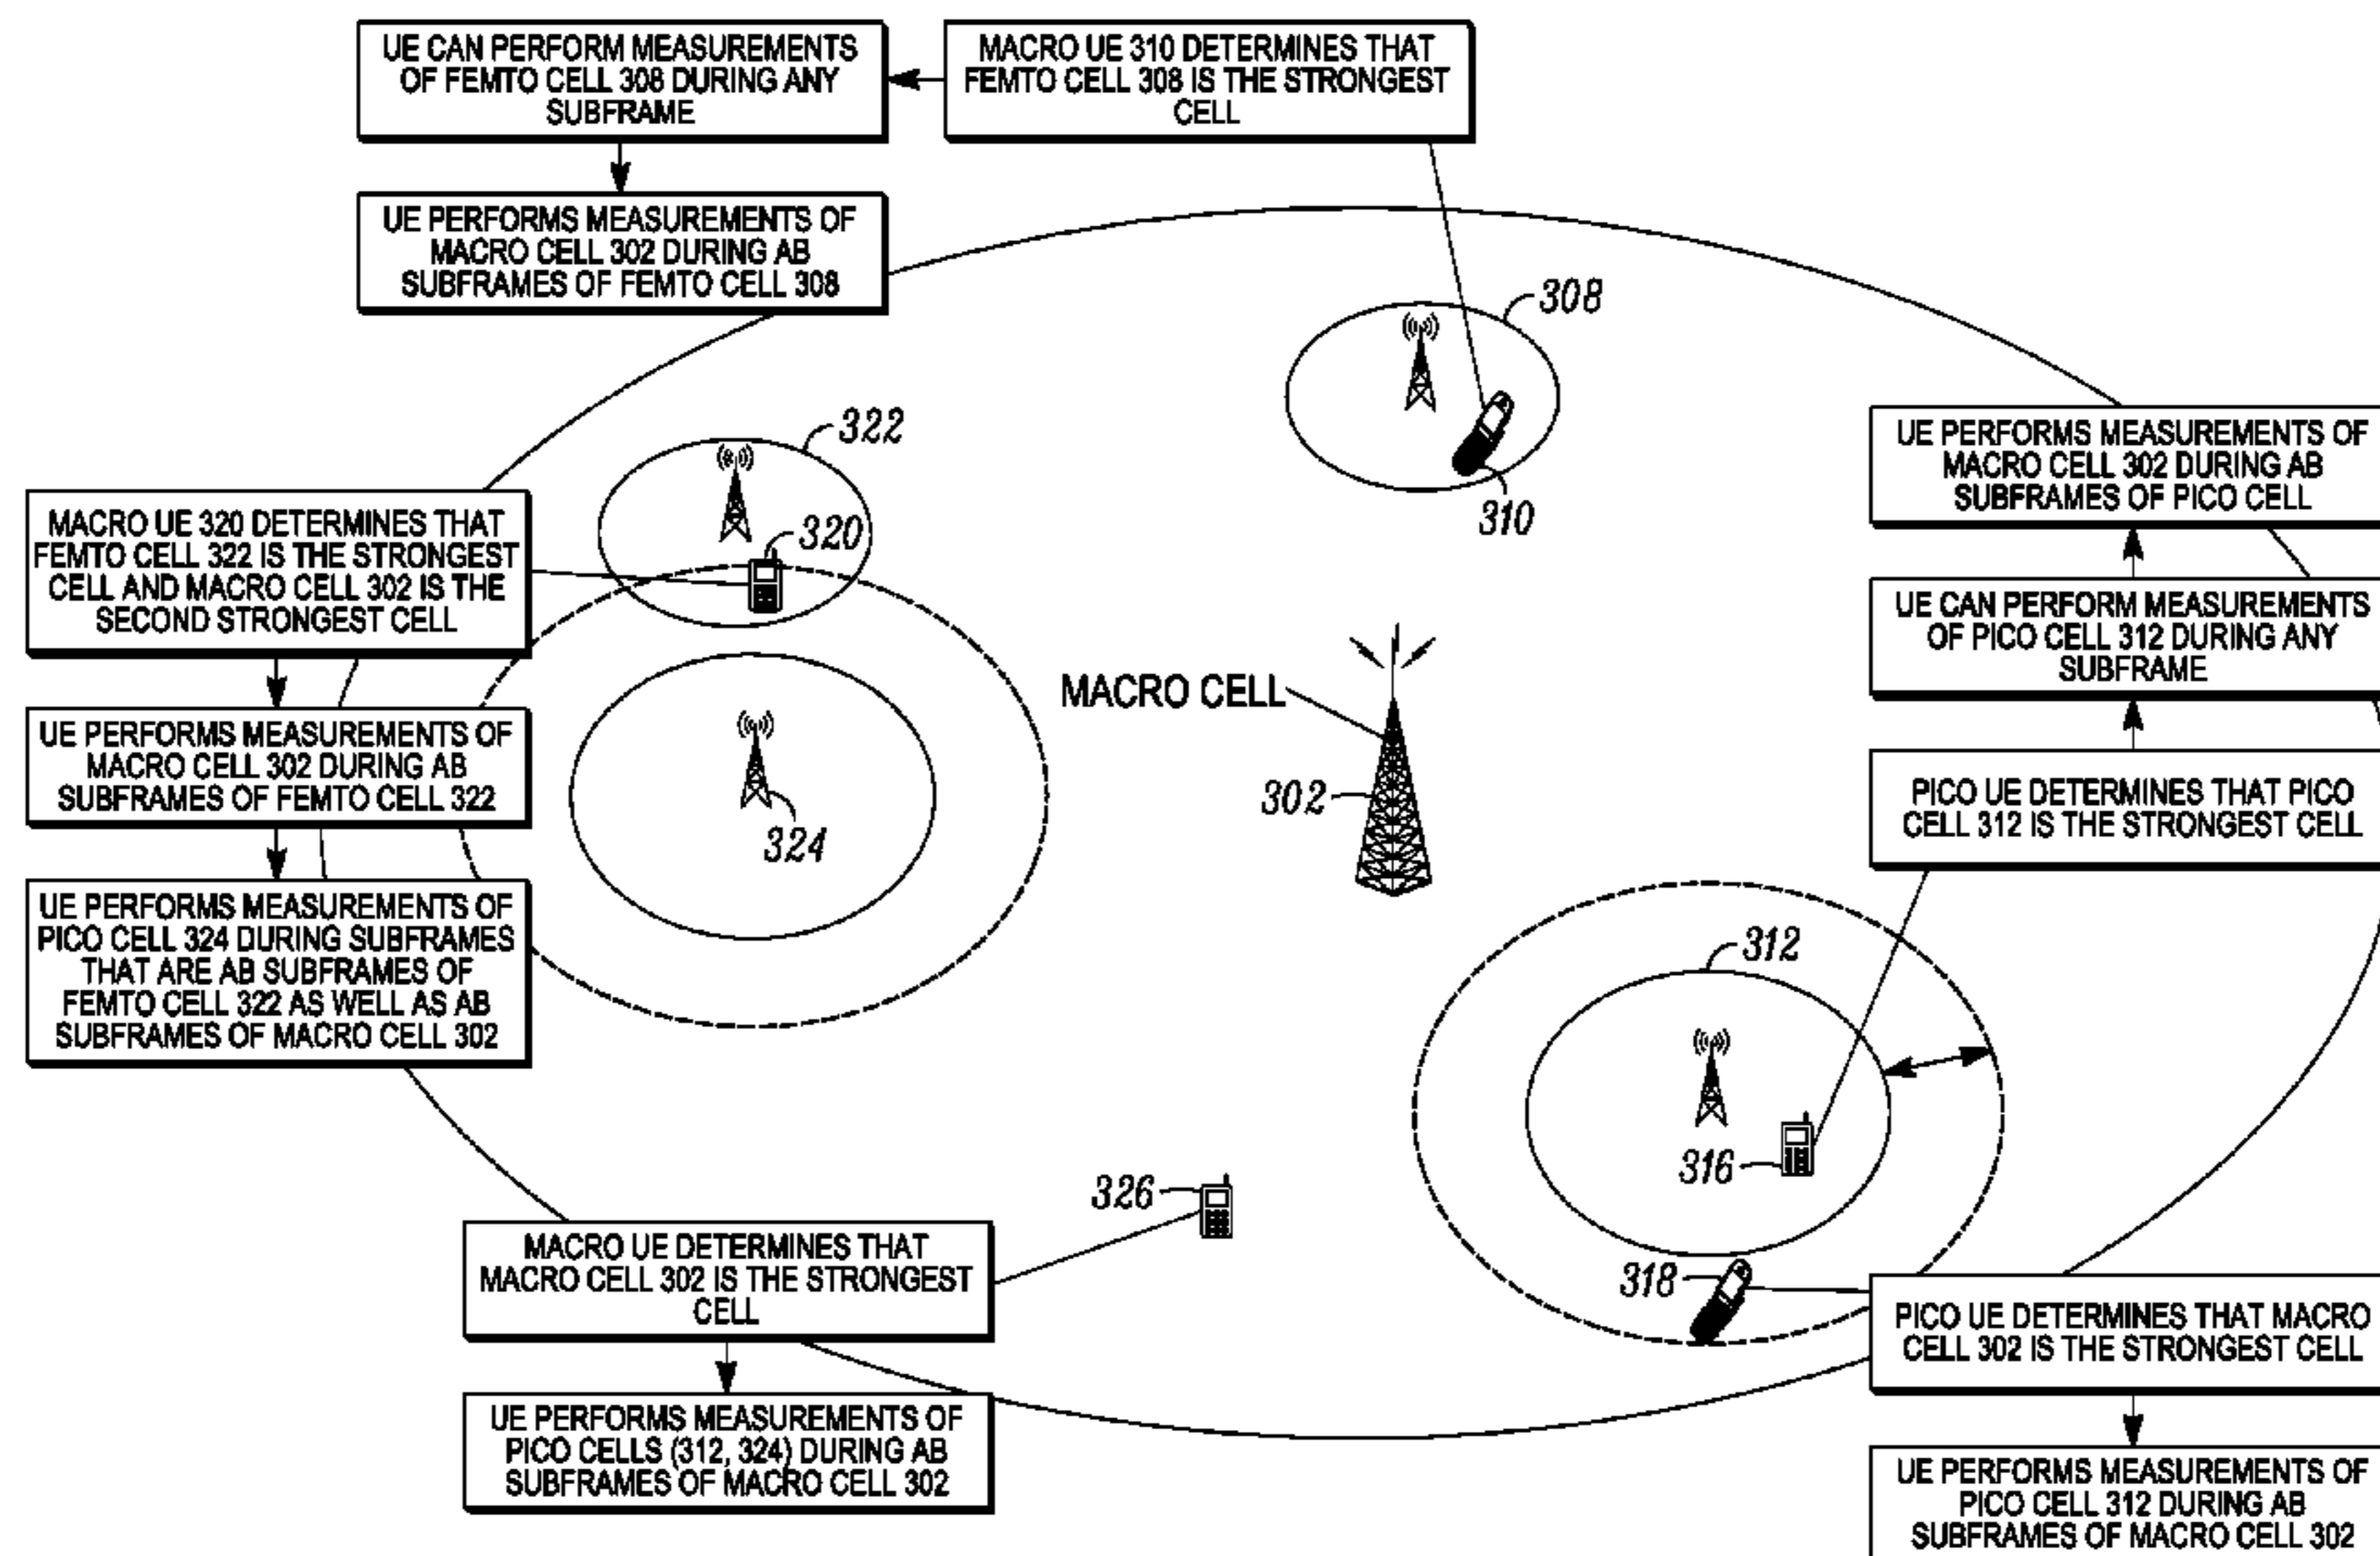 UE CAN PERFORM MEASUREMENTS
OF FEMTO CELL 308 DURING ANY
SUBFRAME
MACRO UE 310 DETERMINES THAT
FEMTO CELL 308 IS THE STRONGEST
CELL
UE PERFORMS MEASUREMENTS OF
MACRO CELL 302 DURING AB
SUBFRAMES OF FEMTO CELL 308
308
310
322
320
MACRO UE 320 DETERMINES THAT
FEMTO CELL 322 IS THE STRONGEST
CELL AND MACRO CELL 302 IS THE
SECOND STRONGEST CELL
UE PERFORMS MEASUREMENTS OF
MACRO CELL 302 DURING AB
SUBFRAMES OF FEMTO CELL 322
UE PERFORMS MEASUREMENTS OF
PICO CELL 324 DURING SUBFRAMES
THAT ARE AB SUBFRAMES OF
FEMTO CELL 322 AS WELL AS AB
SUBFRAMES OF MACRO CELL 302
324
MACRO CELL
302
UE PERFORMS MEASUREMENTS OF
MACRO CELL 302 DURING AB
SUBFRAMES OF PICO CELL
UE CAN PERFORM MEASUREMENTS
OF PICO CELL 312 DURING ANY
SUBFRAME
PICO UE DETERMINES THAT PICO
CELL 312 IS THE STRONGEST CELL
312
316
318
326
MACRO UE DETERMINES THAT
MACRO CELL 302 IS THE STRONGEST
CELL
UE PERFORMS MEASUREMENTS OF
PICO CELLS (312, 324) DURING AB
SUBFRAMES OF MACRO CELL 302
PICO UE DETERMINES THAT MACRO
CELL 302 IS THE STRONGEST CELL
UE PERFORMS MEASUREMENTS OF
PICO CELL 312 DURING AB
SUBFRAMES OF MACRO CELL 302